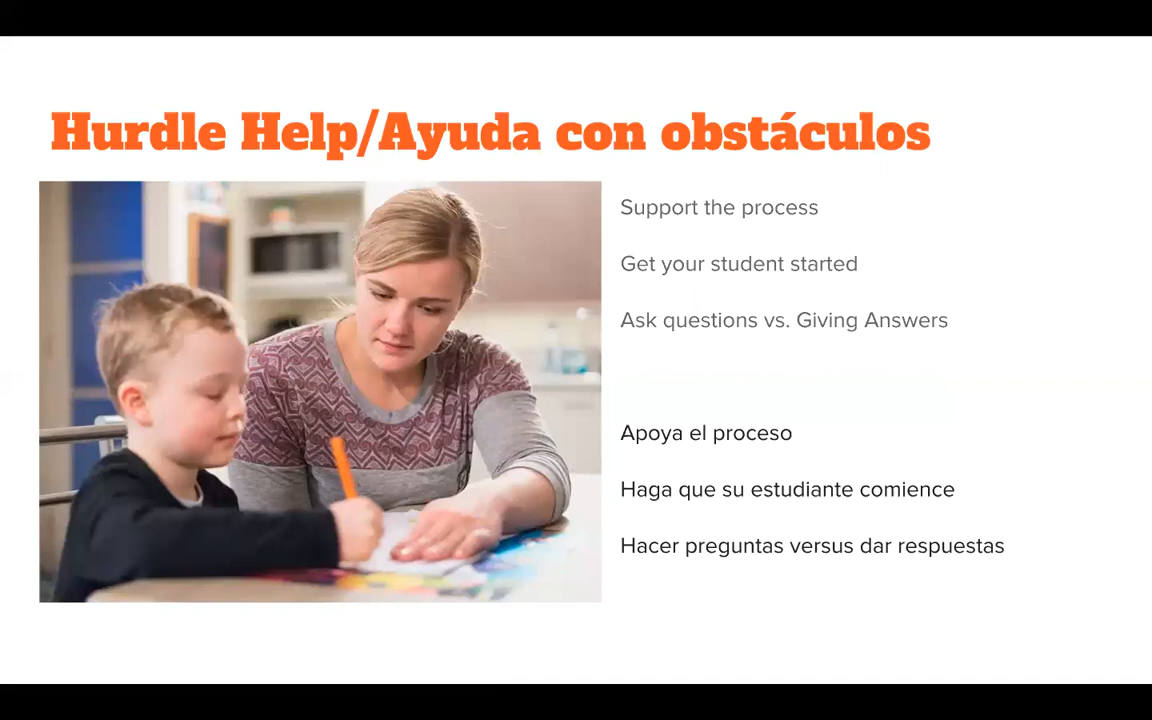 Hurdle Help/Ayuda con obstáculos
Support the process
Get your student started
Ask questions vs. Giving Answers
Apoya el proceso
Haga que su estudiante comience
Hacer preguntas versus dar respuestas